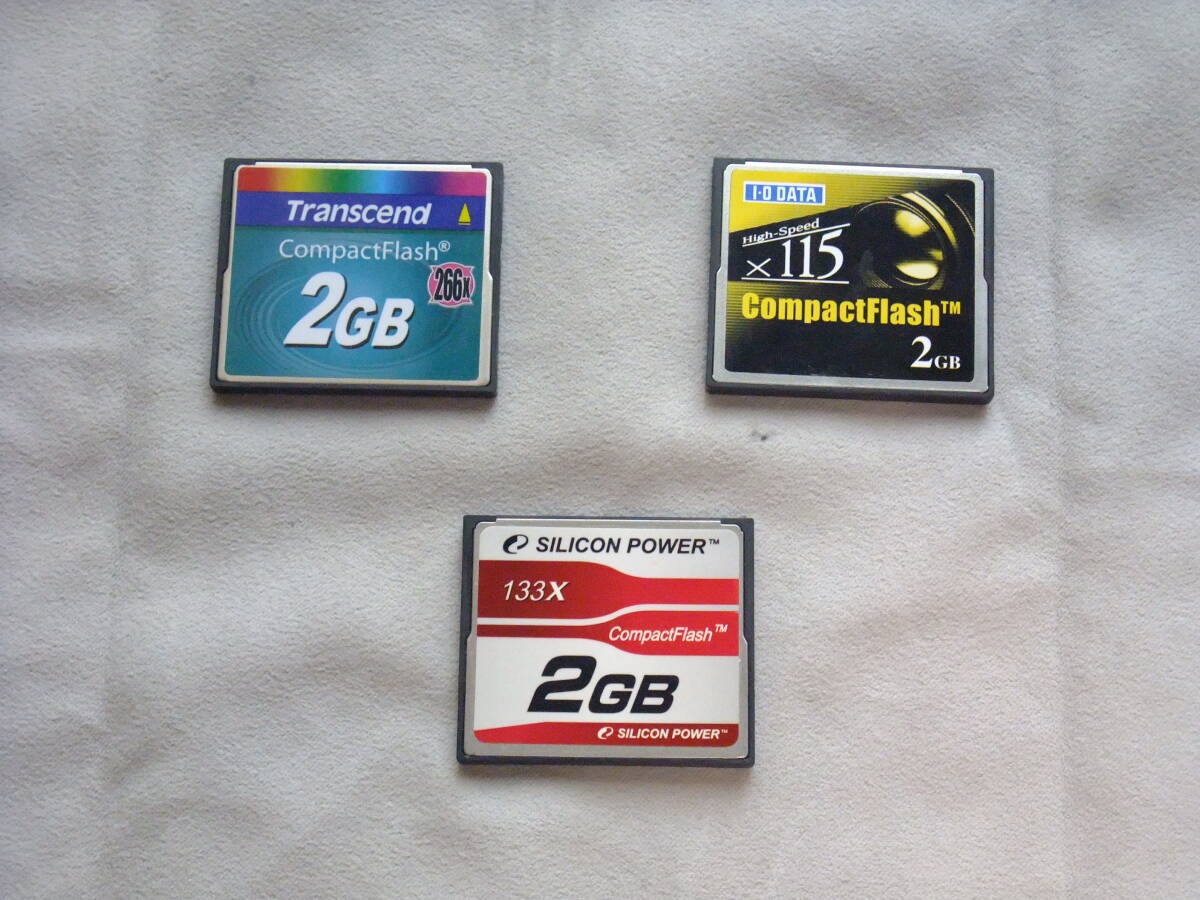 Transcend
CompactFlash®
266x
2GB
I·O DATA
High-Speed
×115
CompactFlash™
2GB
SILICON POWER™
133X
CompactFlash™
2GB
SILICON POWER™